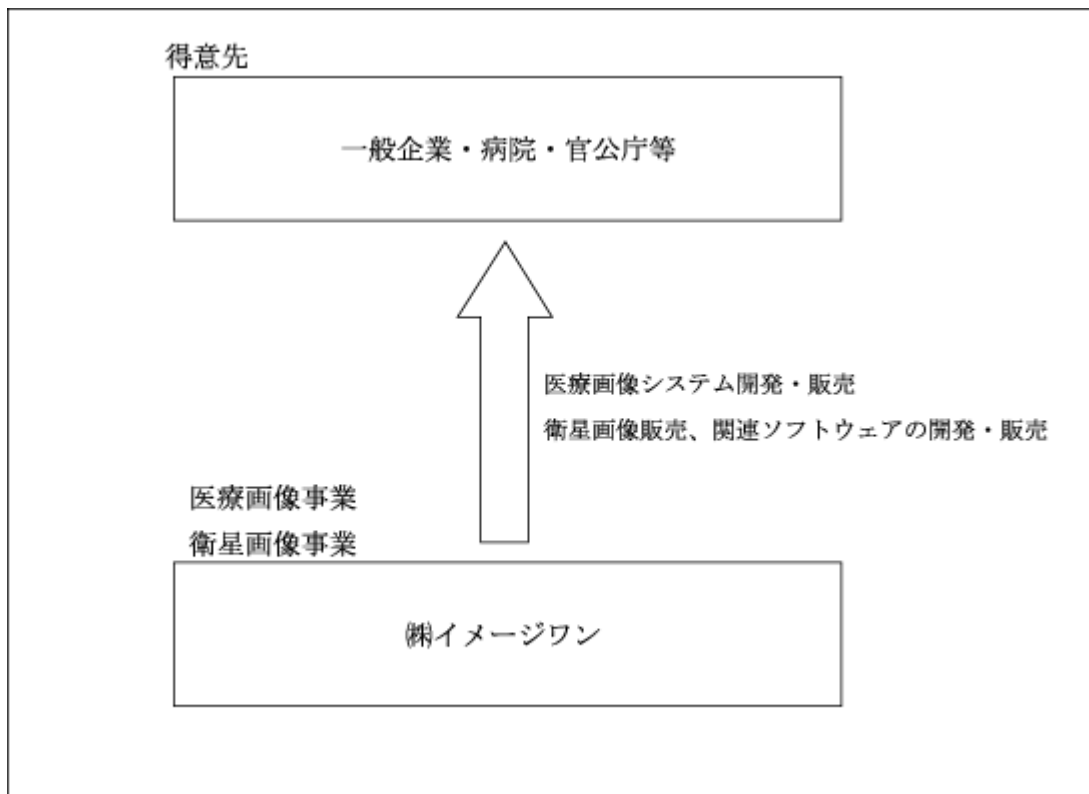 得意先
一般企業・病院・官公庁等
医療画像システム開発・販売
衛星画像販売、関連ソフトウェアの開発・販売
医療画像事業
衛星画像事業
㈱イメージワン